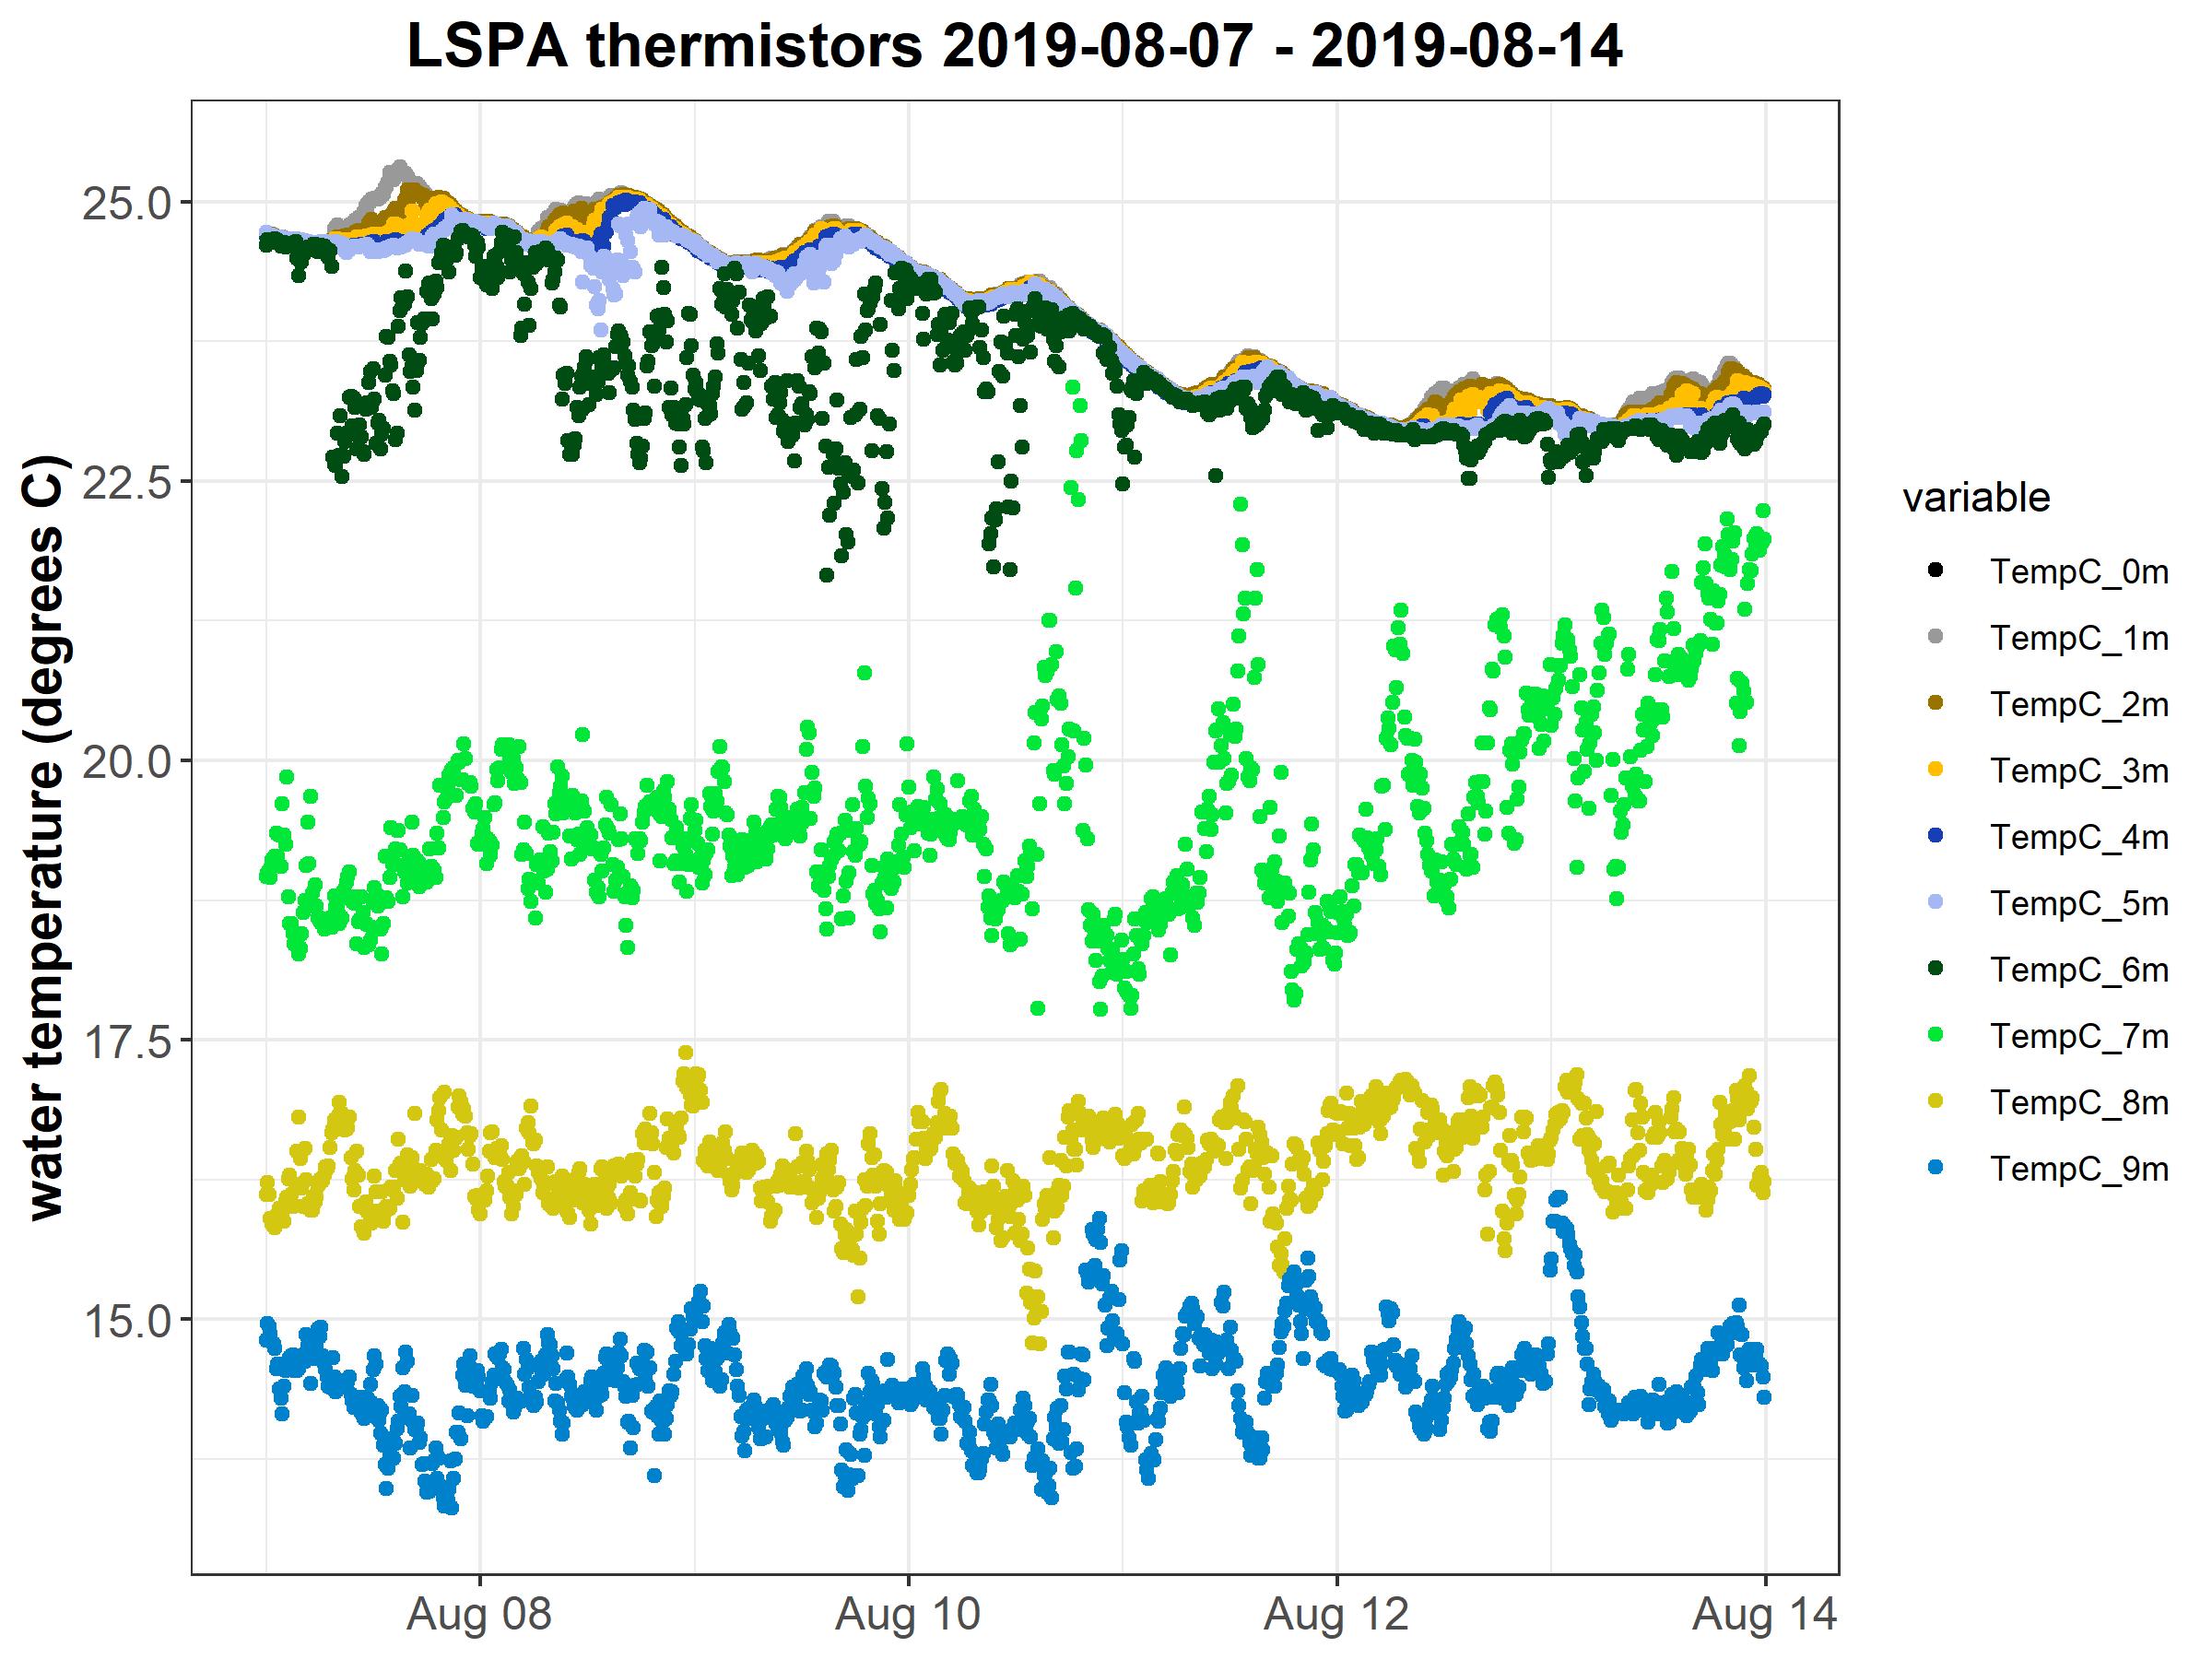 LSPA thermistors 2019-08-07 - 2019-08-14
water temperature (degrees C)
25.0
22.5
20.0
17.5
15.0
Aug 08
Aug 10
Aug 12
Aug 14
variable
TempC_0m
TempC_1m
TempC_2m
TempC_3m
TempC_4m
TempC_5m
TempC_6m
TempC_7m
TempC_8m
TempC_9m